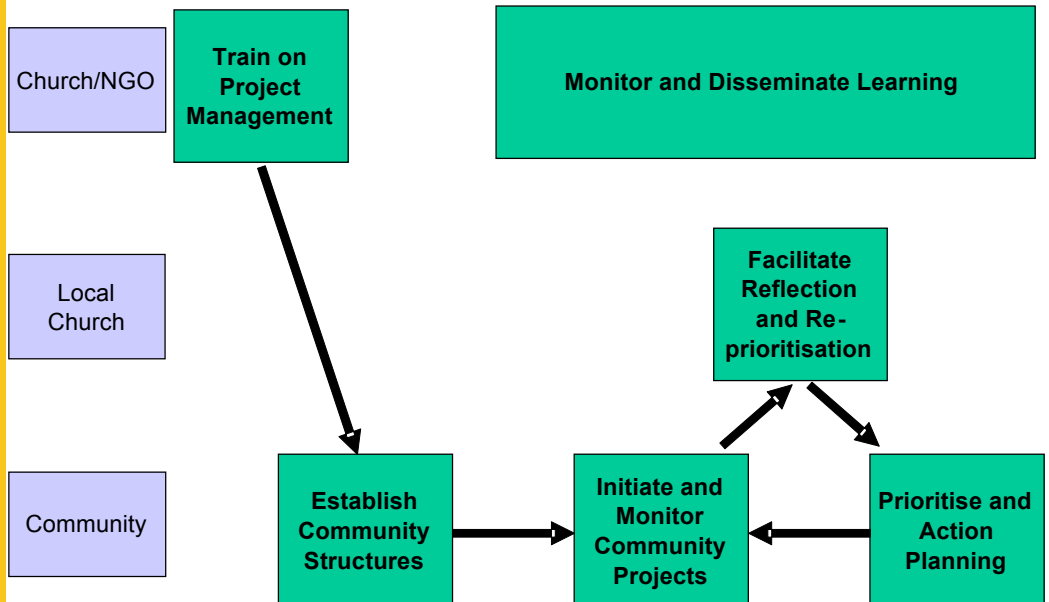 Church/NGO
Train on
Project
Management
Monitor and Disseminate Learning
Local
Church
Facilitate
Reflection
and Re-
prioritisation
Community
Establish
Community
Structures
Initiate and
Monitor
Community
Projects
Prioritise and
Action
Planning